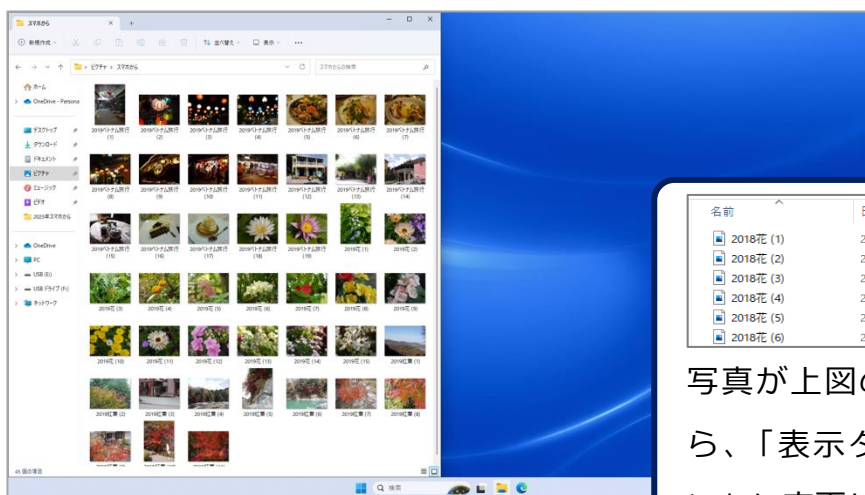 スマホから
新規作成
並べ替え
表示
ピクチャ > スマホから
スマホからの検索
ホーム
OneDrive - Persona
デスクトップ
ダウンロード
ドキュメント
ピクチャ
ミュージック
ビデオ
2023年スマホから
OneDrive
PC
USB (E:)
USB ドライブ (F:)
ネットワーク
2019ベトナム旅行 (1)
2019ベトナム旅行 (2)
2019ベトナム旅行 (3)
2019ベトナム旅行 (4)
2019ベトナム旅行 (5)
2019ベトナム旅行 (6)
2019ベトナム旅行 (7)
2019ベトナム旅行 (8)
2019ベトナム旅行 (9)
2019ベトナム旅行 (10)
2019ベトナム旅行 (11)
2019ベトナム旅行 (12)
2019ベトナム旅行 (13)
2019ベトナム旅行 (14)
2019ベトナム旅行 (15)
2019ベトナム旅行 (16)
2019ベトナム旅行 (17)
2019ベトナム旅行 (18)
2019ベトナム旅行 (19)
2019花 (1)
2019花 (2)
2019花 (3)
2019花 (4)
2019花 (5)
2019花 (6)
2019花 (7)
2019花 (8)
2019花 (9)
2019花 (10)
2019花 (11)
2019花 (12)
2019花 (13)
2019花 (14)
2019花 (15)
2019紅葉 (1)
2019紅葉 (2)
2019紅葉 (3)
2019紅葉 (4)
2019紅葉 (5)
2019紅葉 (6)
2019紅葉 (7)
2019紅葉 (8)
45 個の項目
検索
名前
2018花 (1)
2018花 (2)
2018花 (3)
2018花 (4)
2018花 (5)
2018花 (6)
写真が上図の
ら、「表示タ